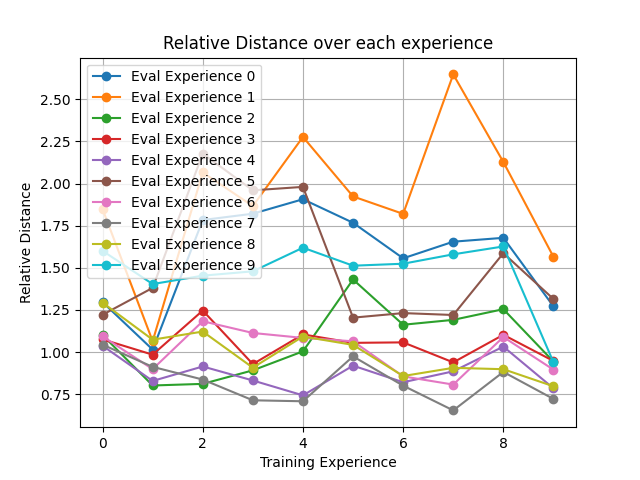 Relative Distance over each experience
Eval Experience 0
Eval Experience 1
Eval Experience 2
Eval Experience 3
Eval Experience 4
Eval Experience 5
Eval Experience 6
Eval Experience 7
Eval Experience 8
Eval Experience 9
2.50
2.25
2.00
1.75
1.50
1.25
1.00
0.75
Relative Distance
0 2 4 6 8
Training Experience